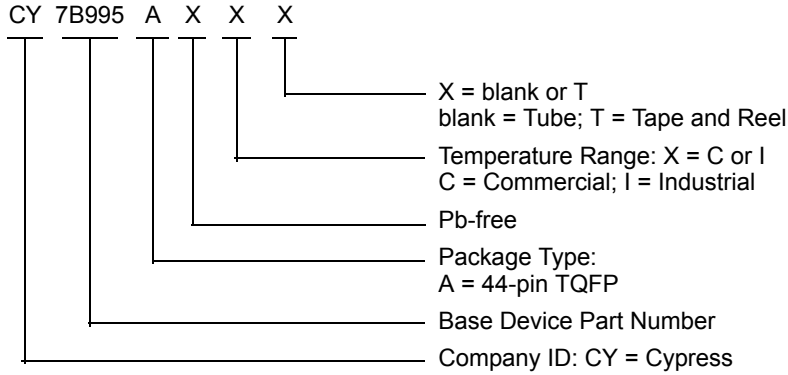 CY 7B995 A X X X
X = blank or T
blank = Tube; T = Tape and Reel
Temperature Range: X = C or I
C = Commercial; I = Industrial
Pb-free
Package Type:
A = 44-pin TQFP
Base Device Part Number
Company ID: CY = Cypress